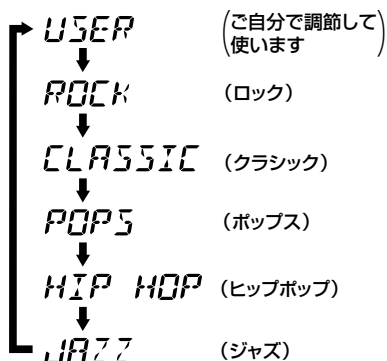 USER (ご自分で調節して
使います)
ROCK (ロック)
CLASSIC (クラシック)
POPS (ポップス)
HIP HOP (ヒップポップ)
JAZZ (ジャズ)